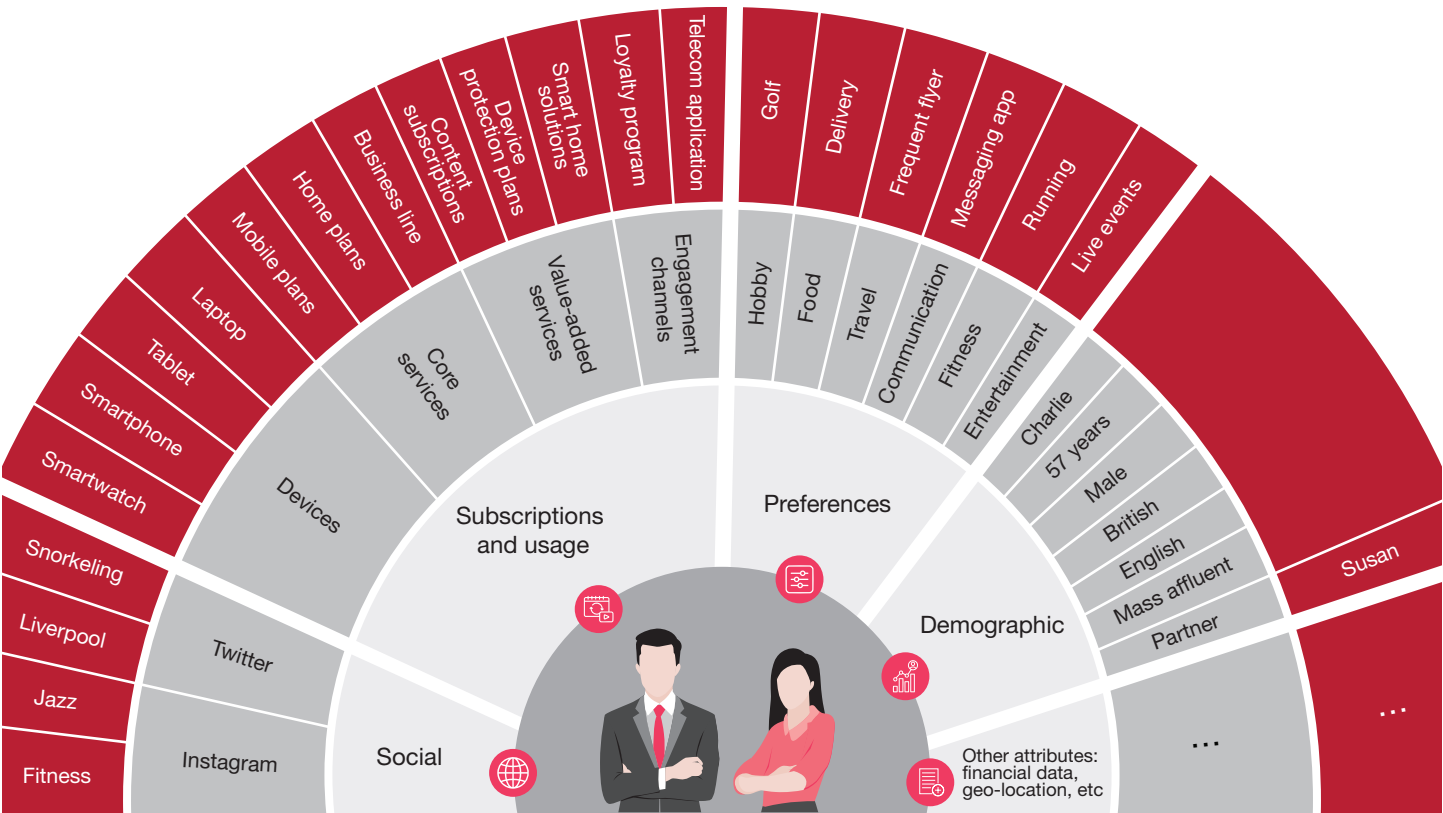 Telecom application
Loyalty program
Smart home
solutions
Device
protection plans
Content
subscriptions
Business line
Home plans
Mobile plans
Laptop
Tablet
Smartphone
Smartwatch
Snorkeling
Liverpool
Jazz
Fitness
Golf
Delivery
Frequent flyer
Messaging app
Running
Live events
Susan
...
Engagement
channels
Value-added
services
Core
services
Devices
Twitter
Instagram
Hobby
Food
Travel
Communication
Fitness
Entertainment
Charlie
57 years
Male
British
English
Mass affluent
Partner
...
Subscriptions
and usage
Preferences
Demographic
Social
Other attributes:
financial data,
geo-location, etc